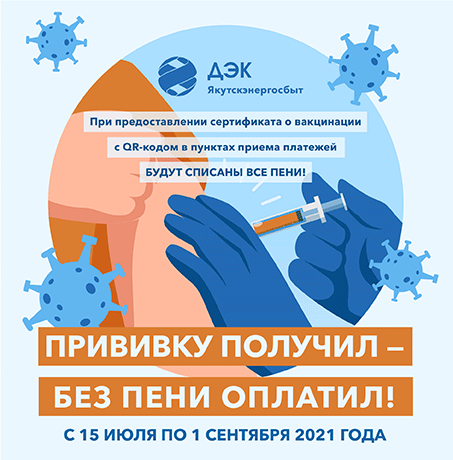 ДЭК
Якутскэнергосбыт
При предоставлении сертификата о вакцинации
с QR-кодом в пунктах приема платежей
БУДУТ СПИСАНЫ ВСЕ ПЕНИ!
ПРИВИВКУ ПОЛУЧИЛ –
БЕЗ ПЕНИ ОПЛАТИЛ!
С 15 ИЮЛЯ ПО 1 СЕНТЯБРЯ 2021 ГОДА